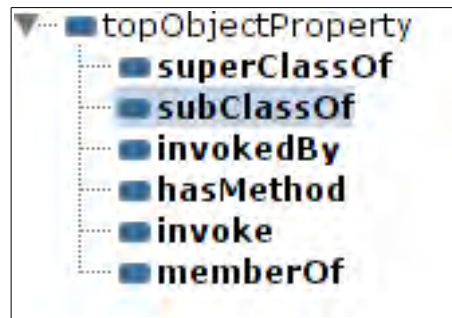 topObjectProperty
superClassOf
subClassOf
invokedBy
hasMethod
invoke
memberOf